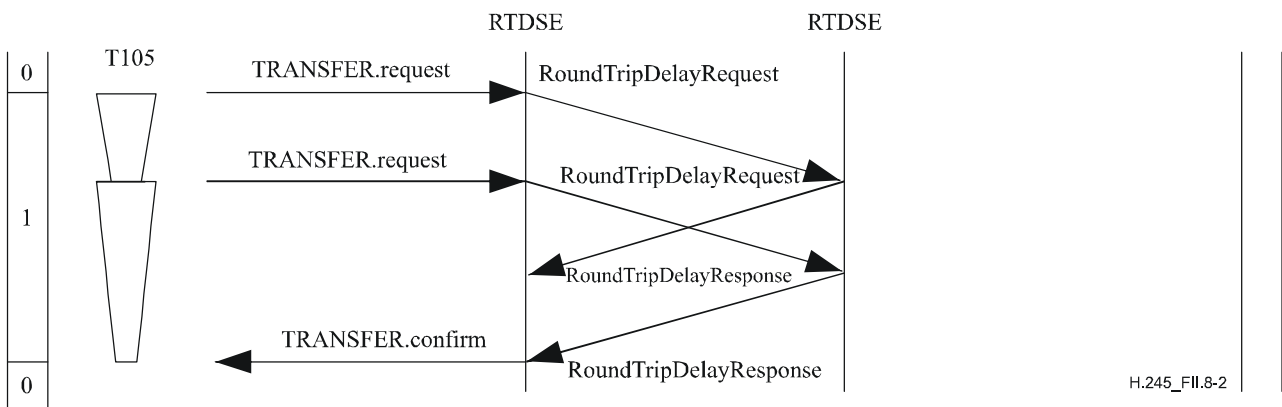 RTDSE RTDSE
T105
0
TRANSFER.request RoundTripDelayRequest
TRANSFER.request RoundTripDelayRequest
1
RoundTripDelayResponse
TRANSFER.confirm
RoundTripDelayResponse
0
H.245_FII.8-2